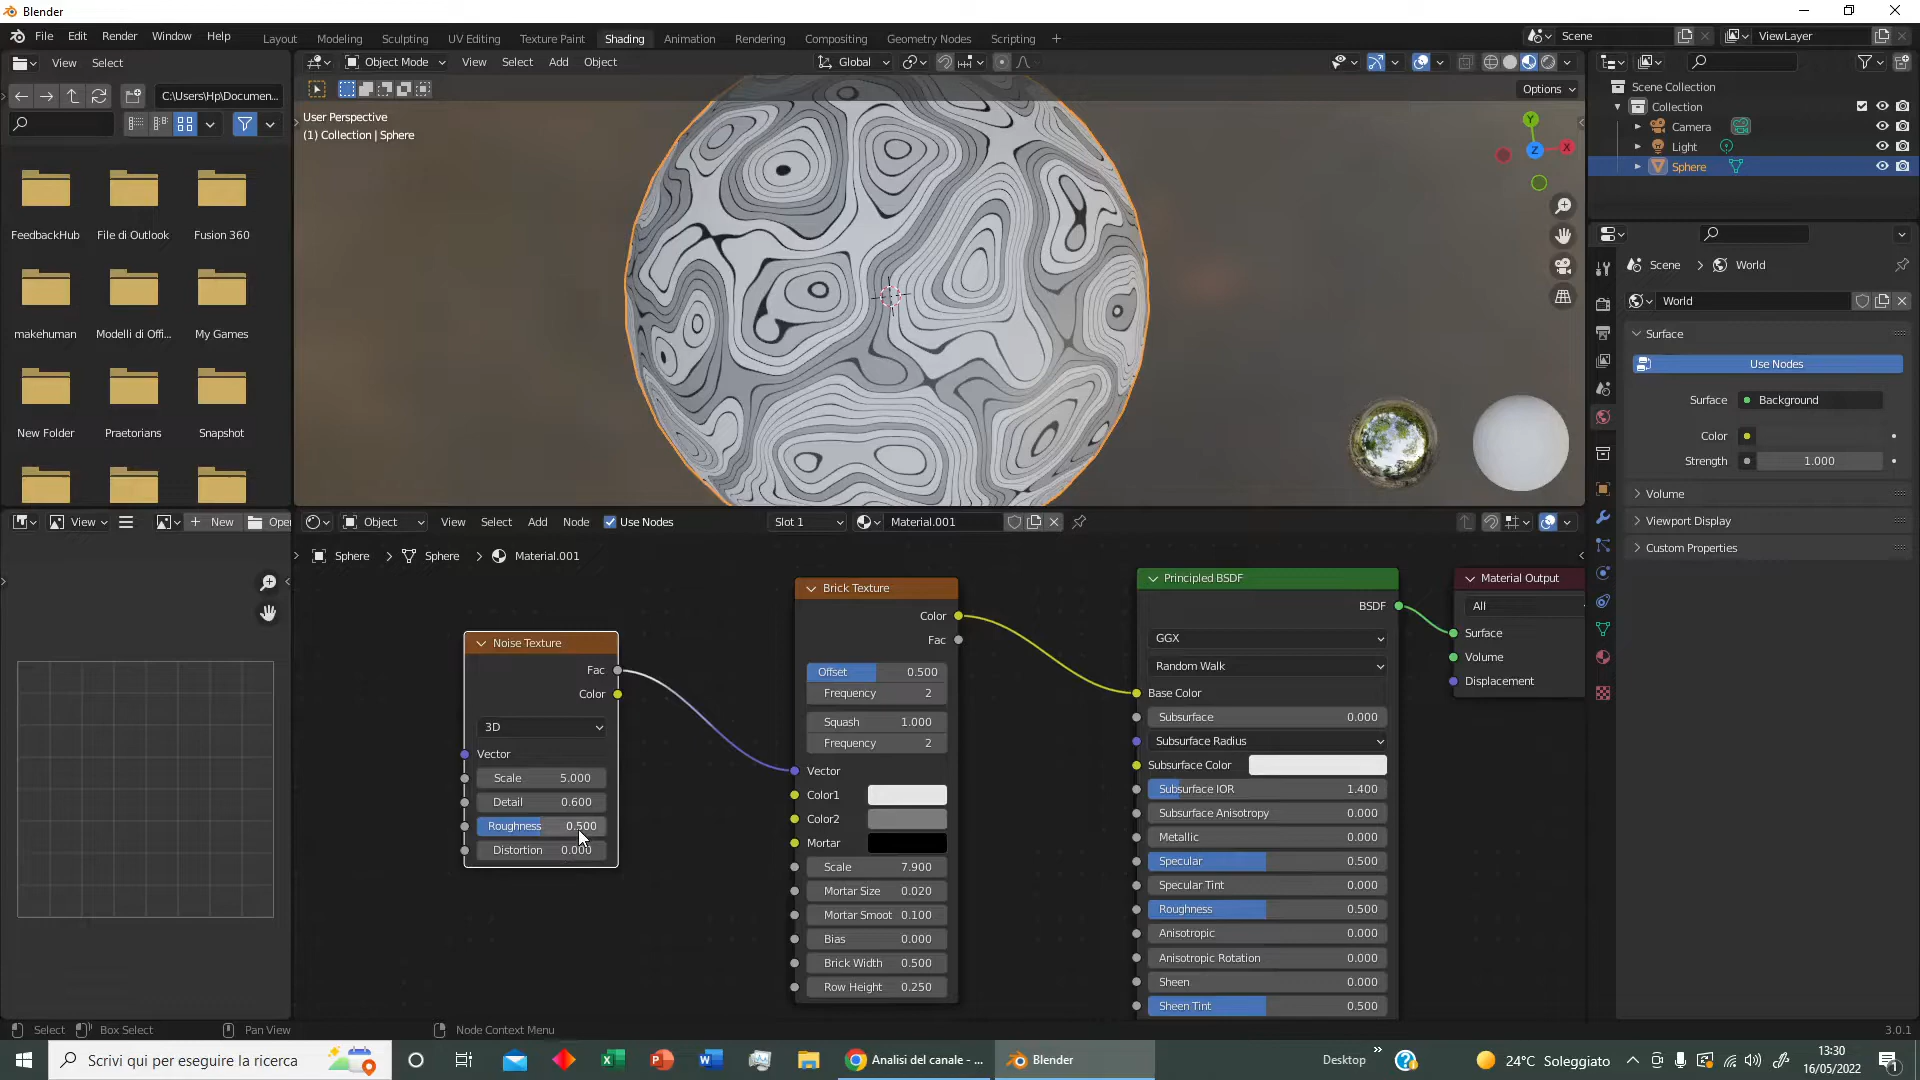 Blender
File Edit Render Window Help
Layout Modeling Sculpting UV Editing Texture Paint Shading Animation Rendering Compositing Geometry Nodes Scripting +
Scene
ViewLayer
View Select
Object Mode View Select Add Object
Global
C:\Users\Hp\Documen...
Options
User Perspective
(1) Collection | Sphere
Y
X
Z
FeedbackHub File di Outlook Fusion 360
makehuman Modelli di Offi... My Games
New Folder Praetorians Snapshot
Scene Collection
Collection
Camera
Light
Sphere
Scene > World
World
Surface
Use Nodes
Surface Background
Color
Strength 1.000
Volume
Viewport Display
Custom Properties
View New Open
Object View Select Add Node Use Nodes Slot 1 Material.001
Sphere > Sphere > Material.001
Noise Texture
Fac
Color
3D
Vector
Scale 5.000
Detail 0.600
Roughness 0.500
Distortion 0.000
Brick Texture
Color
Fac
Offset 0.500
Frequency 2
Squash 1.000
Frequency 2
Vector
Color1
Color2
Mortar
Scale 7.900
Mortar Size 0.020
Mortar Smoot 0.100
Bias 0.000
Brick Width 0.500
Row Height 0.250
Principled BSDF
BSDF
GGX
Random Walk
Base Color
Subsurface 0.000
Subsurface Radius
Subsurface Color
Subsurface IOR 1.400
Subsurface Anisotropy 0.000
Metallic 0.000
Specular 0.500
Specular Tint 0.000
Roughness 0.500
Anisotropic 0.000
Anisotropic Rotation 0.000
Sheen 0.000
Sheen Tint 0.500
Material Output
All
Surface
Volume
Displacement
Select Box Select Pan View Node Context Menu
3.0.1
Scrivi qui per eseguire la ricerca
Analisi del canale - ...
Blender
Desktop
24°C Soleggiato
13:30
16/05/2022
1